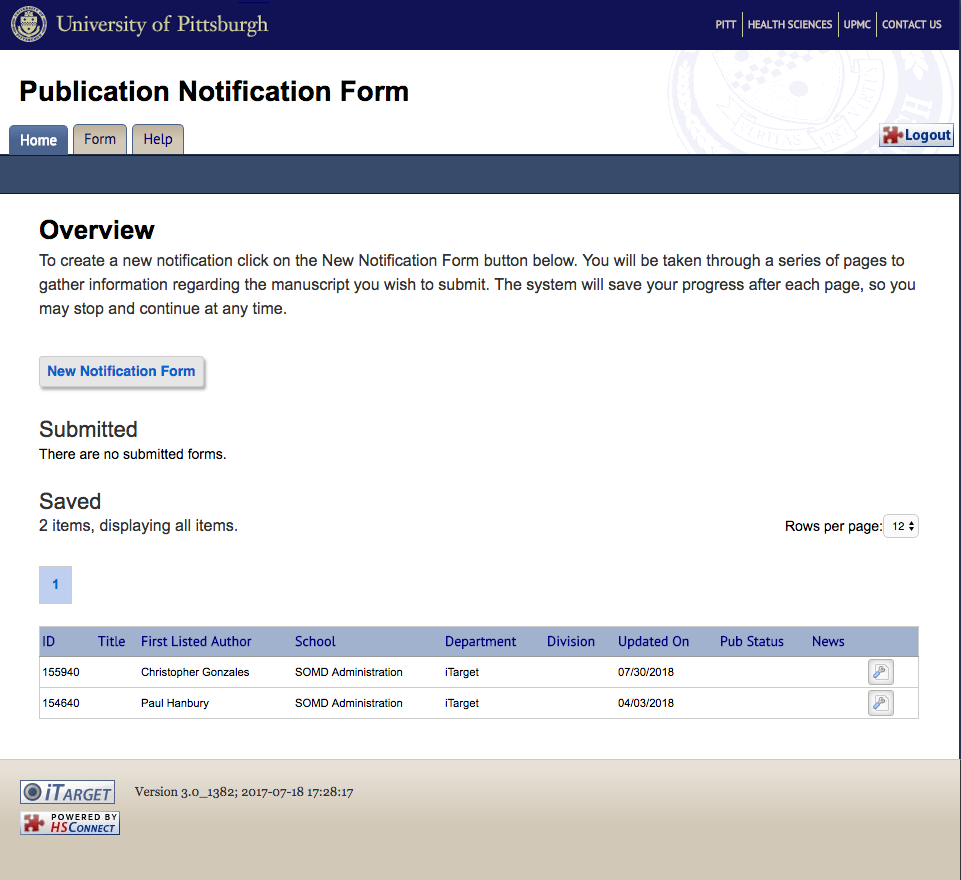 University of Pittsburgh
PITT HEALTH SCIENCES UPMC CONTACT US
Publication Notification Form
Home Form Help
Logout
Overview
To create a new notification click on the New Notification Form button below. You will be taken through a series of pages to
gather information regarding the manuscript you wish to submit. The system will save your progress after each page, so you
may stop and continue at any time.
New Notification Form
Submitted
There are no submitted forms.
Saved
2 items, displaying all items.
Rows per page: 12
1
ID Title First Listed Author School Department Division Updated On Pub Status News
155940 Christopher Gonzales SOMD Administration iTarget 07/30/2018
154640 Paul Hanbury SOMD Administration iTarget 04/03/2018
iTARGET Version 3.0_1382; 2017-07-18 17:28:17
POWERED BY
HSCONNECT